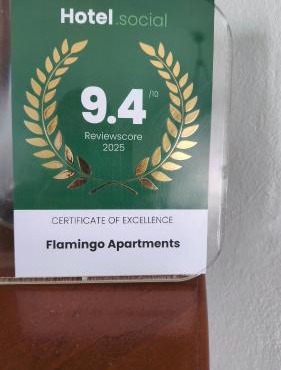 Hotel.social
9.4/10
Reviewscore
2025
CERTIFICATE OF EXCELLENCE
Flamingo Apartments